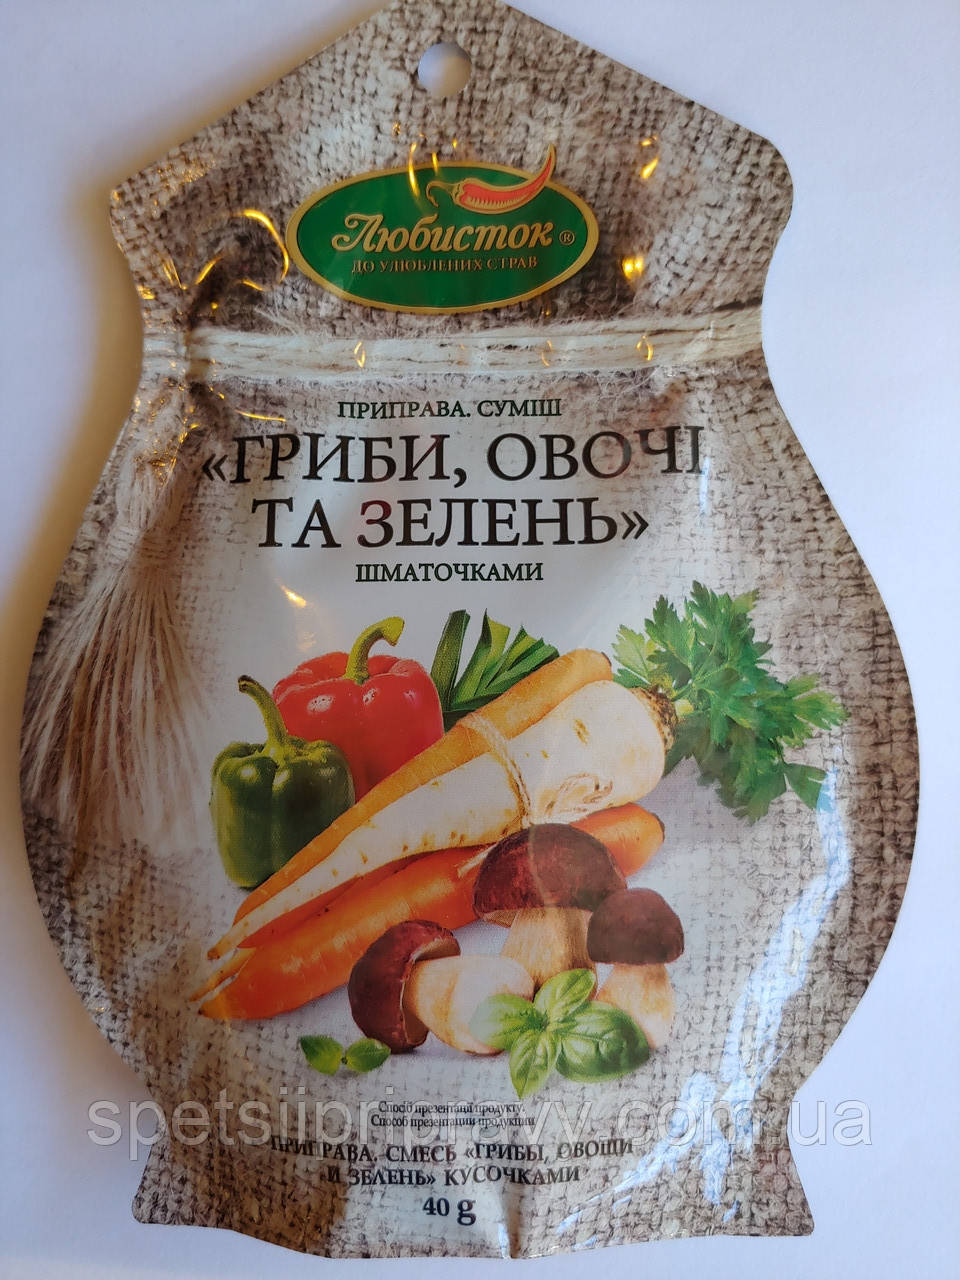 Любисток ®
ДО УЛЮБЛЕНИХ СТРАВ
ПРИПРАВА. СУМІШ
«ГРИБИ, ОВОЧІ
ТА ЗЕЛЕНЬ»
ШМАТОЧКАМИ
Спосіб презентації продукту.
Способ презентации продукции
spetsiipripravy.com.ua
ПРИПРАВА. СМЕСЬ «ГРИБЫ, ОВОЩИ
И ЗЕЛЕНЬ» КУСОЧКАМИ
40 g